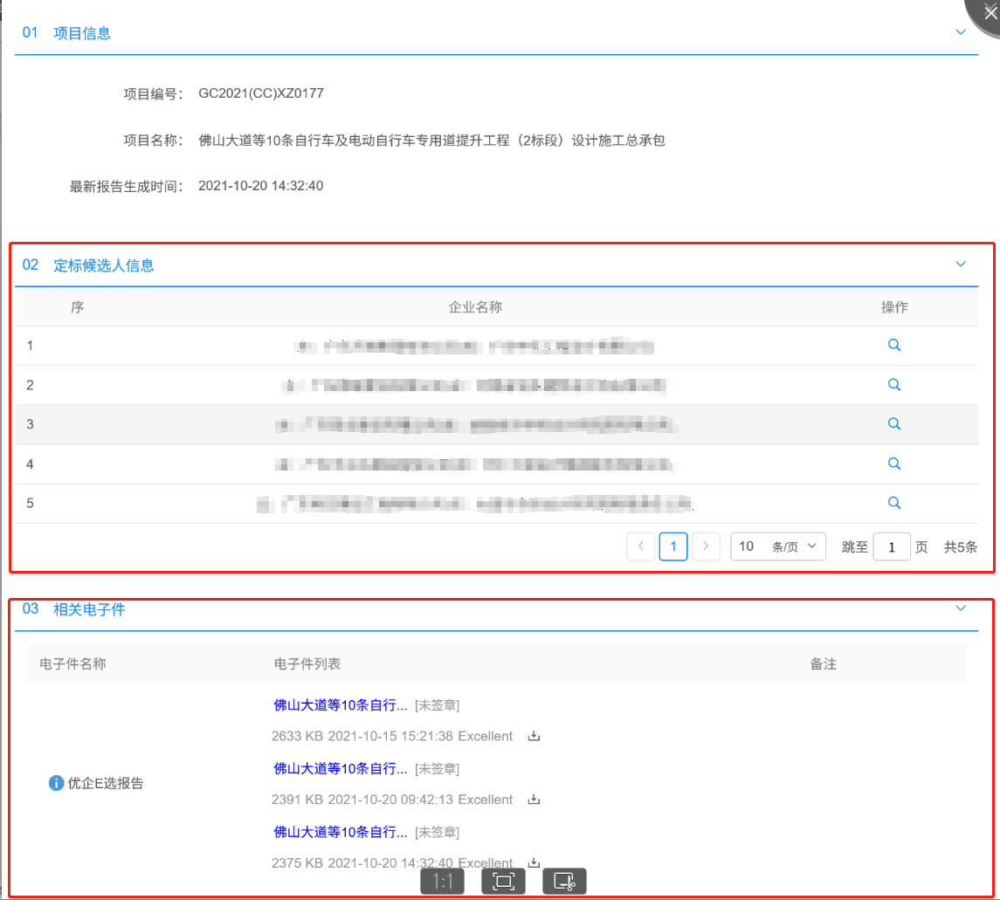 01 项目信息
项目编号： GC2021(CC)XZ0177
项目名称： 佛山大道等10条自行车及电动自行车专用道提升工程（2标段）设计施工总承包
最新报告生成时间： 2021-10-20 14:32:40
02 定标候选人信息
序 企业名称 操作
1
2
3
4
5
1 10 条/页 跳至 1 页 共5条
03 相关电子件
电子件名称 电子件列表 备注
佛山大道等10条自行... [未签章]
2633 KB 2021-10-15 15:21:38 Excellent
佛山大道等10条自行... [未签章]
优企E选报告
2391 KB 2021-10-20 09:42:13 Excellent
佛山大道等10条自行... [未签章]
2375 KB 2021-10-20 14:32:40 Excellent
1:1